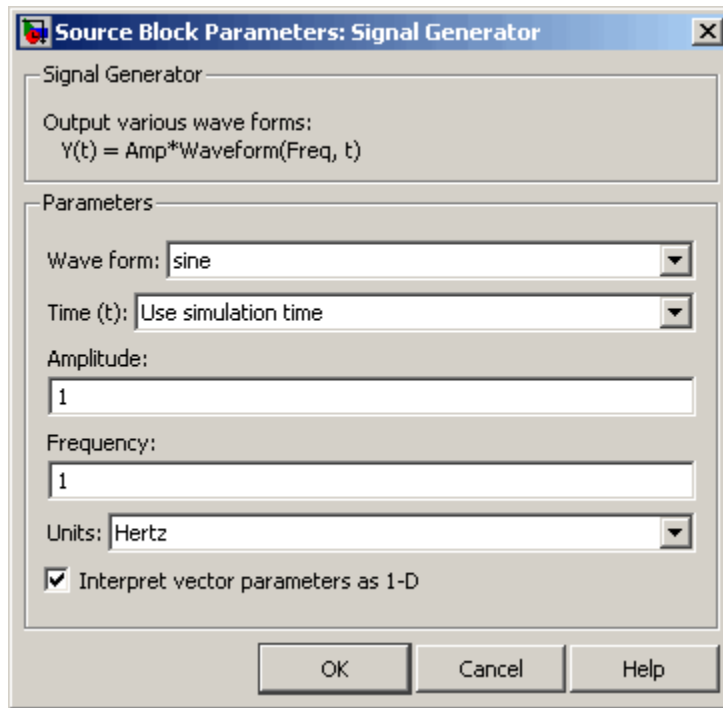 Source Block Parameters: Signal Generator
Signal Generator
Output various wave forms:
Y(t) = Amp*Waveform(Freq, t)
Parameters
Wave form: sine
Time (t): Use simulation time
Amplitude:
1
Frequency:
1
Units: Hertz
Interpret vector parameters as 1-D
OK Cancel Help